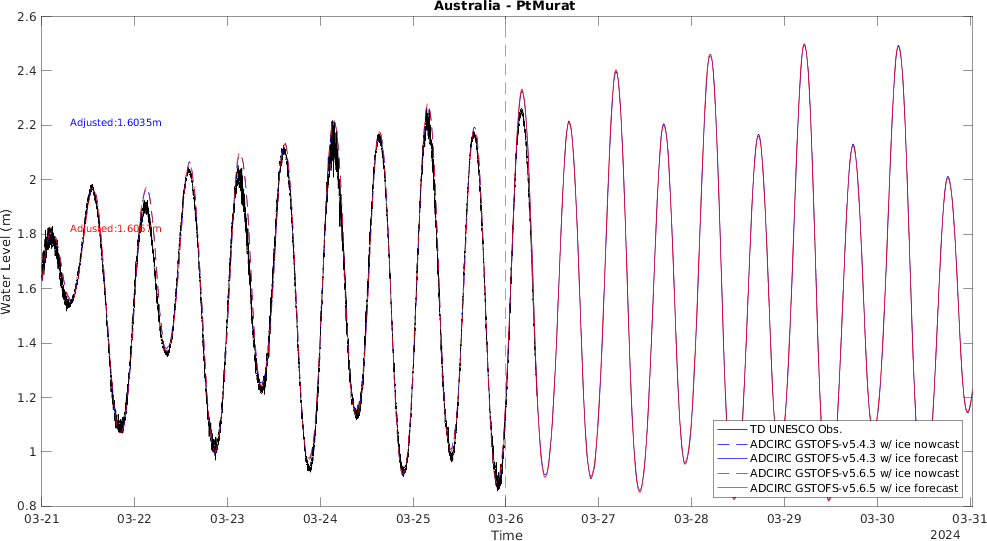 Australia - PtMurat
2.6
2.4
2.2
2
1.8
1.6
1.4
1.2
1
0.8
Water Level (m)
Adjusted:1.6035m
Adjusted:1.6067m
TD UNESCO Obs.
ADCIRC GSTOFS-v5.4.3 w/ ice nowcast
ADCIRC GSTOFS-v5.4.3 w/ ice forecast
ADCIRC GSTOFS-v5.6.5 w/ ice nowcast
ADCIRC GSTOFS-v5.6.5 w/ ice forecast
03-21 03-22 03-23 03-24 03-25 03-26 03-27 03-28 03-29 03-30 03-31
Time
2024